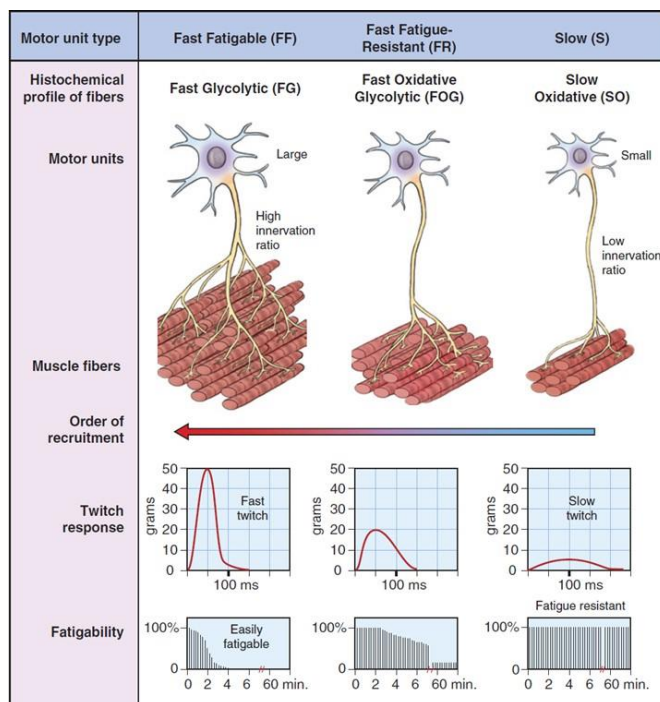 Motor unit type
Fast Fatigable (FF)
Fast Fatigue-
Resistant (FR)
Slow (S)
Histochemical
profile of fibers
Fast Glycolytic (FG)
Fast Oxidative
Glycolytic (FOG)
Slow
Oxidative (SO)
Motor units
Large
Small
High
innervation
ratio
Low
innervation
ratio
Muscle fibers
Order of
recruitment
Twitch
response
grams
50
40
30
20
10
0
Fast
twitch
100 ms
grams
50
40
30
20
10
0
100 ms
grams
50
40
30
20
10
0
Slow
twitch
100 ms
Fatigability
100%
0
Easily
fatigable
0 2 6 60 min.
100%
0
0 2 4 6 60 min.
Fatigue resistant
100%
0
0 2 4 6 60 min.